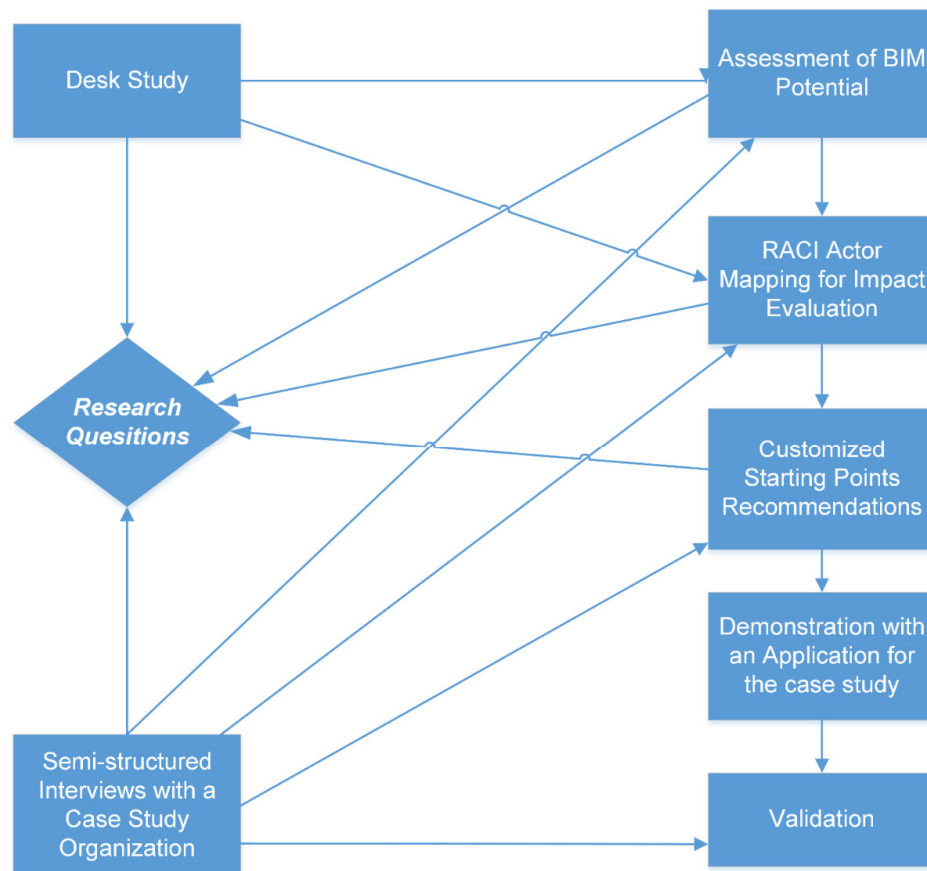 Desk Study
Assessment of BIM
Potential
RACI Actor
Mapping for Impact
Evaluation
Research
Quesitions
Customized
Starting Points
Recommendations
Demonstration with
an Application for
the case study
Semi-structured
Interviews with a
Case Study
Organization
Validation